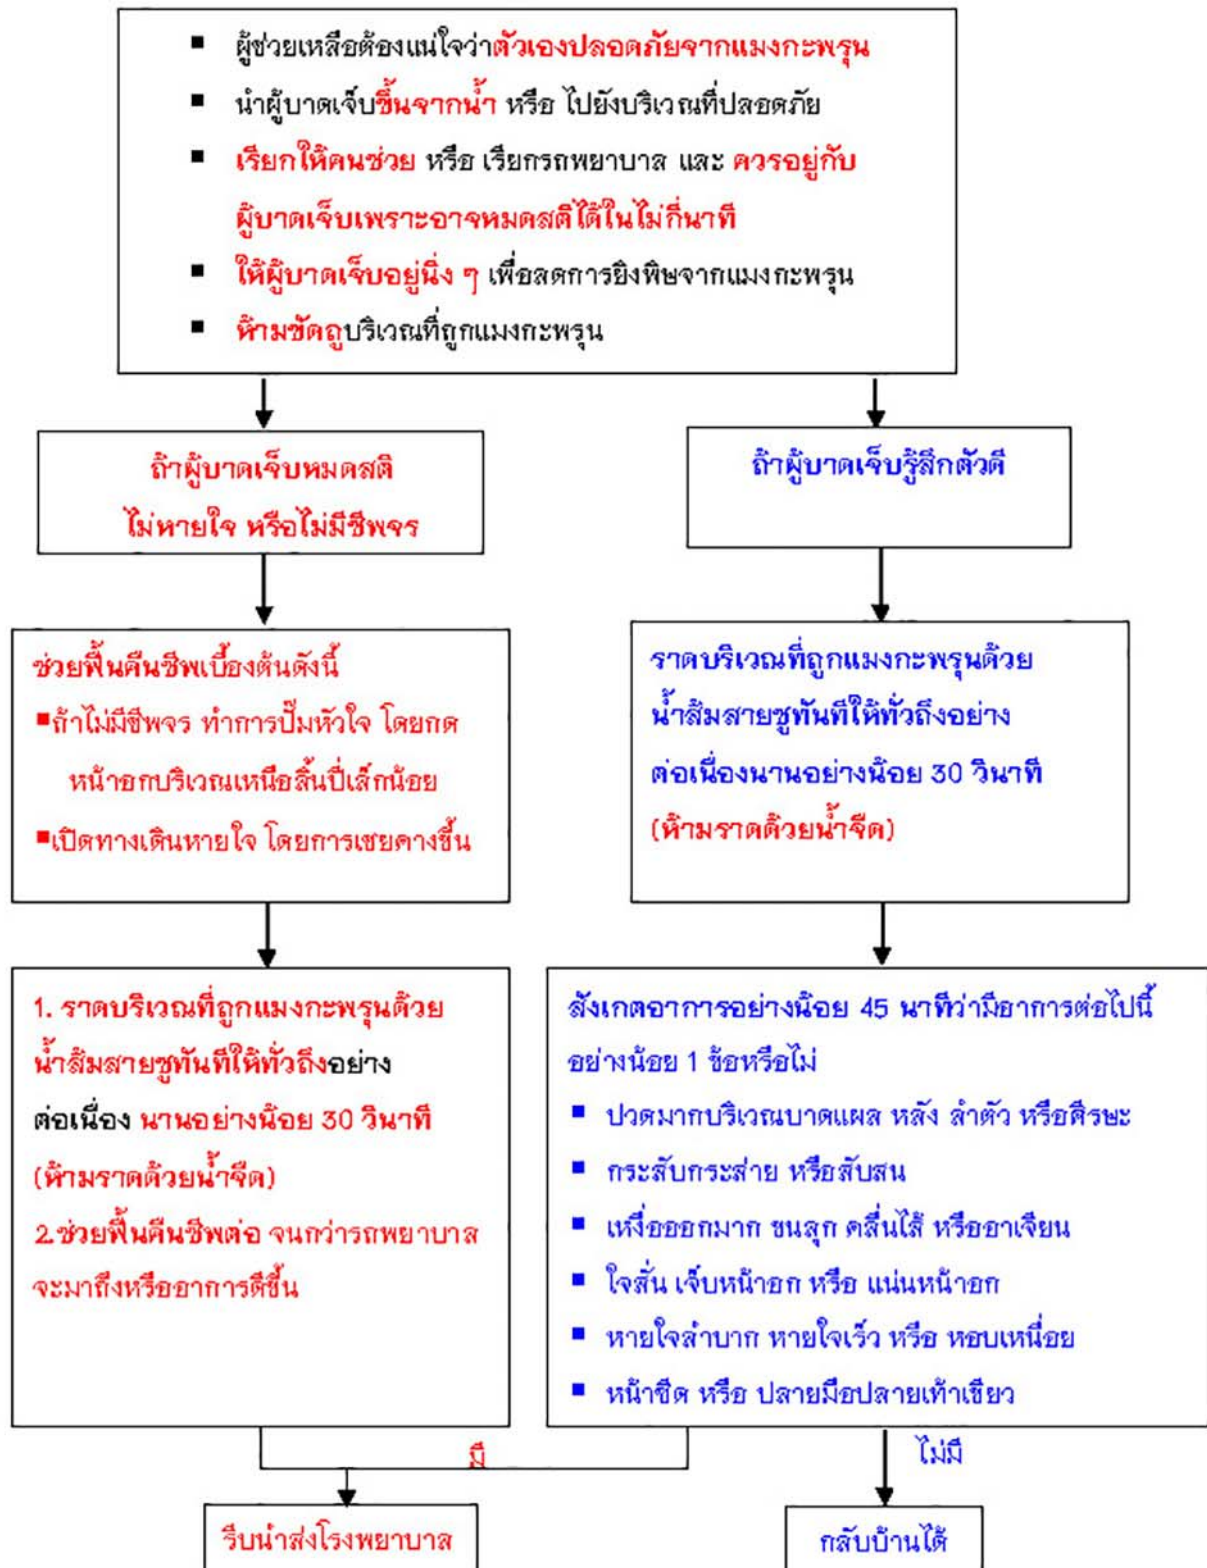 ▪ ผู้ช่วยเหลือต้องแน่ใจว่าตัวเองปลอดภัยจากแมงกะพรุน
▪ นำผู้บาดเจ็บขึ้นจากน้ำ หรือ ไปยังบริเวณที่ปลอดภัย
▪ เรียกให้คนช่วย หรือ เรียกรถพยาบาล และ ควรอยู่กับ
ผู้บาดเจ็บเพราะอาจหมดสติได้ในไม่กี่นาที
▪ ให้ผู้บาดเจ็บอยู่นิ่ง ๆ เพื่อลดการยิงพิษจากแมงกะพรุน
▪ ห้ามขัดถูบริเวณที่ถูกแมงกะพรุน
ถ้าผู้บาดเจ็บหมดสติ
ไม่หายใจ หรือไม่มีชีพจร
ช่วยฟื้นคืนชีพเบื้องต้นดังนี้
▪ถ้าไม่มีชีพจร ทำการปั๊มหัวใจ โดยกด
หน้าอกบริเวณเหนือลิ้นปี่เล็กน้อย
▪เปิดทางเดินหายใจ โดยการเชยคางขึ้น
1. ราดบริเวณที่ถูกแมงกะพรุนด้วย
น้ำส้มสายชูทันทีให้ทั่วถึงอย่าง
ต่อเนื่อง นานอย่างน้อย 30 วินาที
(ห้ามราดด้วยน้ำจืด)
2.ช่วยฟื้นคืนชีพต่อ จนกว่ารถพยาบาล
จะมาถึงหรืออาการดีขึ้น
ถ้าผู้บาดเจ็บรู้สึกตัวดี
ราดบริเวณที่ถูกแมงกะพรุนด้วย
น้ำส้มสายชูทันทีให้ทั่วถึงอย่าง
ต่อเนื่องนานอย่างน้อย 30 วินาที
(ห้ามราดด้วยน้ำจืด)
สังเกตอาการอย่างน้อย 45 นาทีว่ามีอาการต่อไปนี้
อย่างน้อย 1 ข้อหรือไม่
▪ ปวดมากบริเวณบาดแผล หลัง ลำตัว หรือศีรษะ
▪ กระสับกระส่าย หรือสับสน
▪ เหงื่อออกมาก ขนลุก คลื่นไส้ หรืออาเจียน
▪ ใจสั่น เจ็บหน้าอก หรือ แน่นหน้าอก
▪ หายใจลำบาก หายใจเร็ว หรือ หอบเหนื่อย
▪ หน้าซีด หรือ ปลายมือปลายเท้าเขียว
มี
ไม่มี
รีบนำส่งโรงพยาบาล
กลับบ้านได้